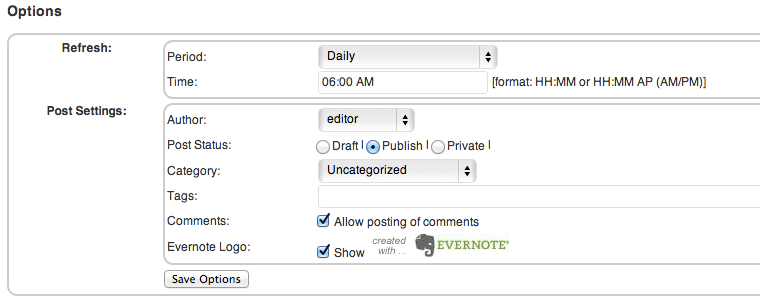 Options
Refresh:
Period: Daily
Time: 06:00 AM [format: HH:MM or HH:MM AP (AM/PM)]
Post Settings:
Author: editor
Post Status: Draft | Publish | Private |
Category: Uncategorized
Tags:
Comments: Allow posting of comments
Evernote Logo: Show created with ... EVERNOTE®
Save Options